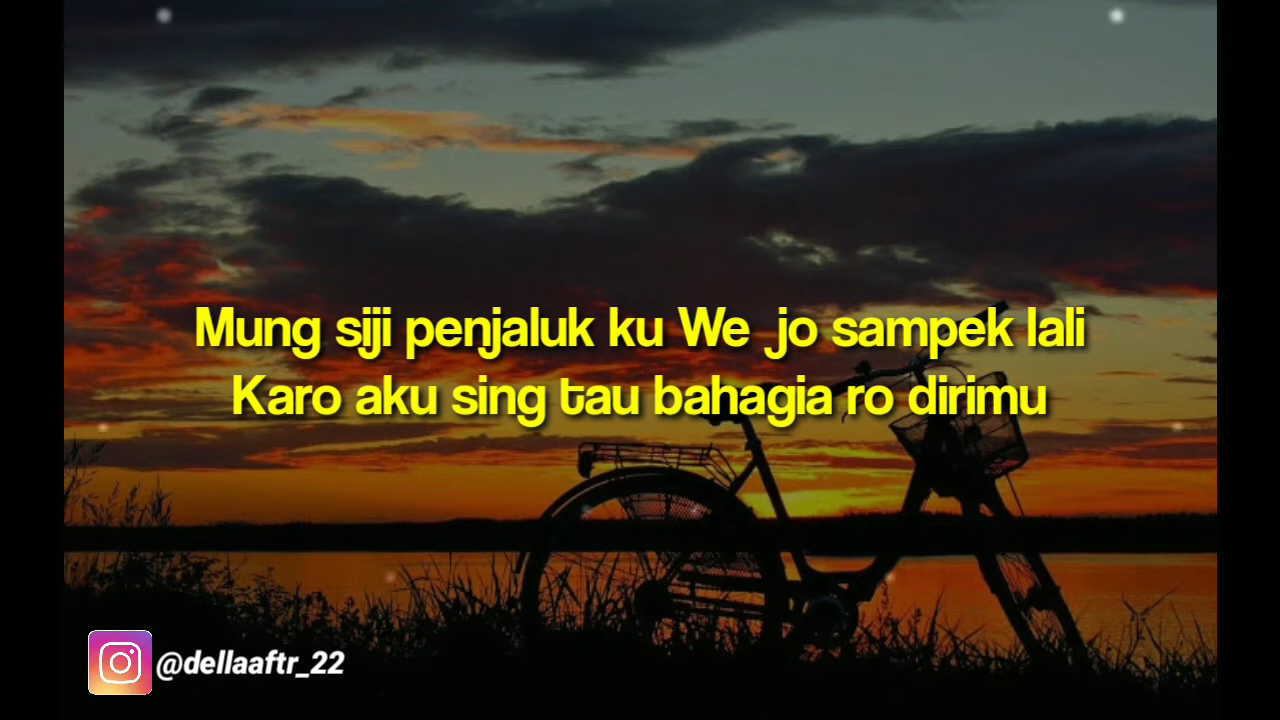 Mung siji penjaluk ku We jo sampek lali
Karo aku sing tau bahagia ro dirimu
@dellaaftr_22